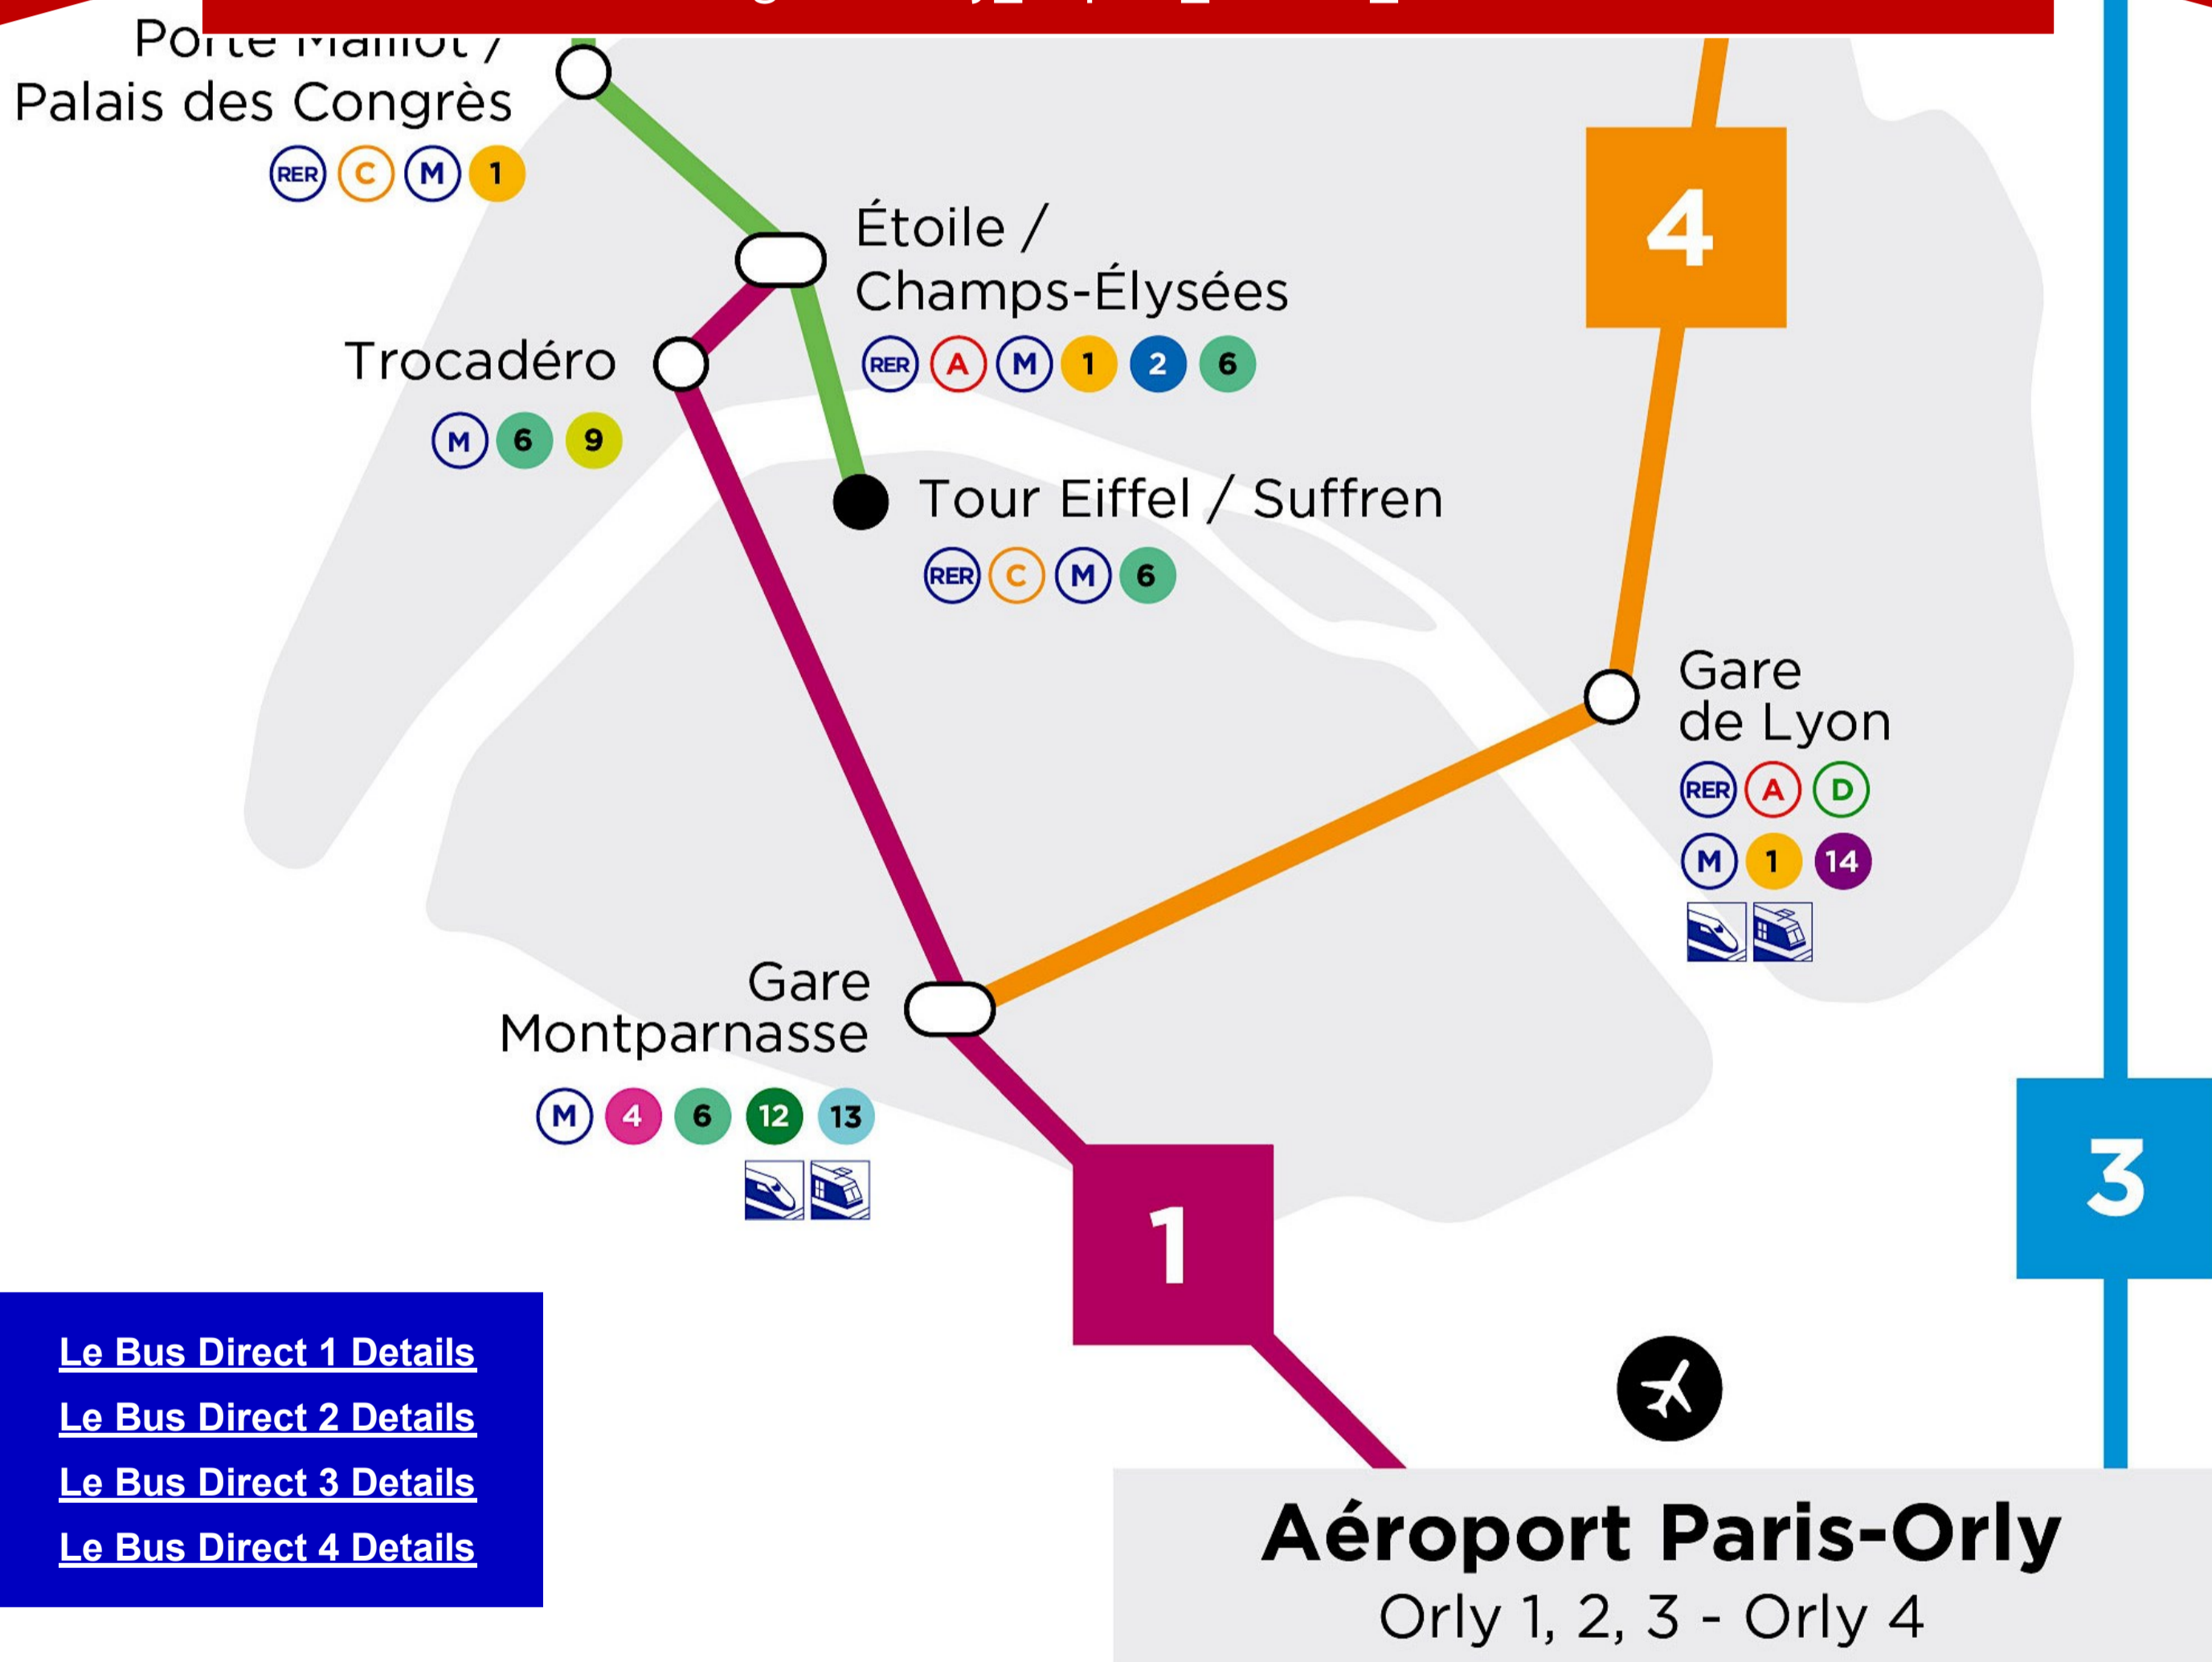 Palais des Congrès
RER C M 1
Étoile /
Champs-Élysées
RER A M 1 2 6
4
Trocadéro
M 6 9
Tour Eiffel / Suffren
RER C M 6
Gare
de Lyon
RER A D
M 1 14
Gare
Montparnasse
M 4 6 12 13
1
3
Le Bus Direct 1 Details
Le Bus Direct 2 Details
Le Bus Direct 3 Details
Le Bus Direct 4 Details
Aéroport Paris-Orly
Orly 1, 2, 3 - Orly 4